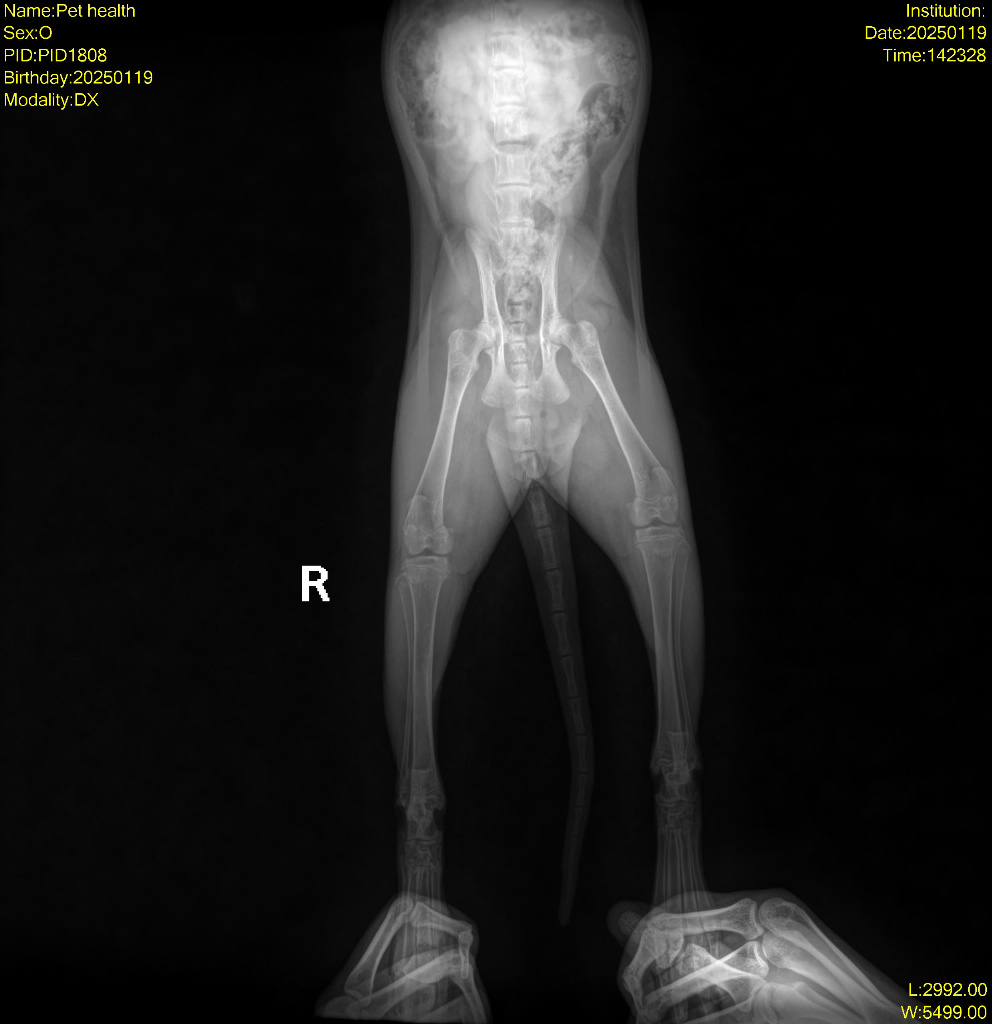 Name:Pet health
Sex:O
PID:PID1808
Birthday:20250119
Modality:DX
Institution:
Date:20250119
Time:142328
R
L:2992.00
W:5499.00